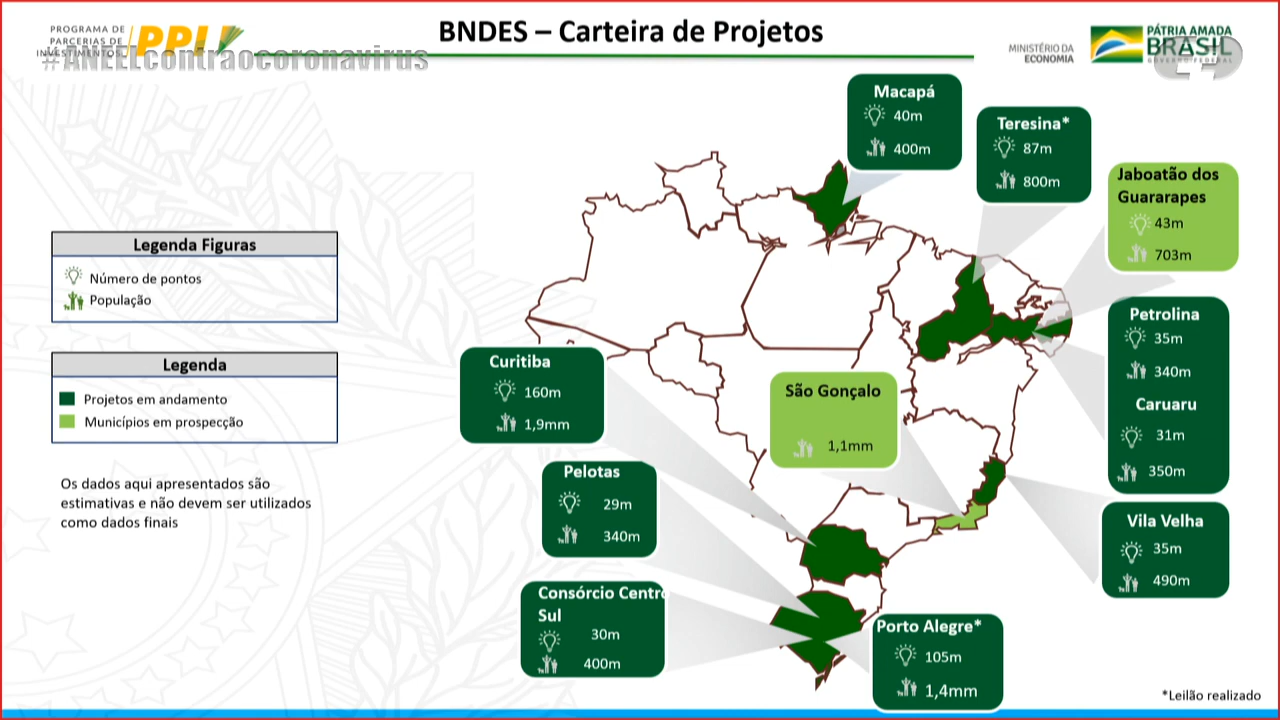 PROGRAMA DE
PARCERIAS DE
INVESTIMENTOS
PPI
#ANEELcontraocoronavirus
BNDES – Carteira de Projetos
MINISTÉRIO DA
ECONOMIA
PÁTRIA AMADA
BRASIL
GOVERNO FEDERAL
Macapá
40m
400m
Teresina*
87m
800m
Jaboatão dos
Guararapes
43m
703m
Legenda Figuras
Número de pontos
População
Legenda
Projetos em andamento
Municípios em prospecção
Os dados aqui apresentados são
estimativas e não devem ser utilizados
como dados finais
Petrolina
35m
340m
Caruaru
31m
350m
Curitiba
160m
1,9mm
São Gonçalo
1,1mm
Pelotas
29m
340m
Vila Velha
35m
490m
Consórcio Centro
Sul
30m
400m
Porto Alegre*
105m
1,4mm
*Leilão realizado